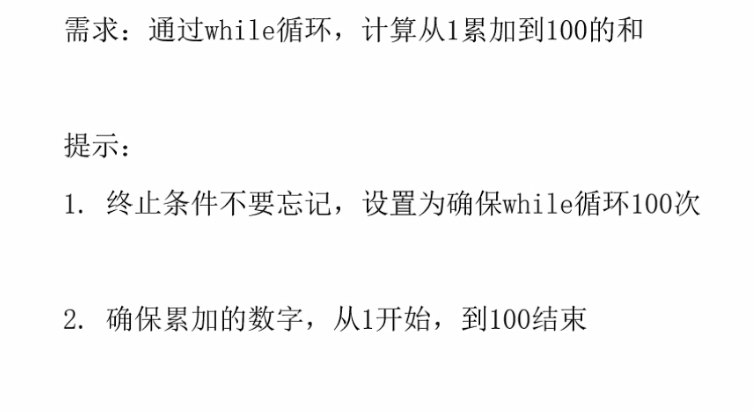 需求：通过while循环，计算从1累加到100的和
提示：
1. 终止条件不要忘记，设置为确保while循环100次
2. 确保累加的数字，从1开始，到100结束